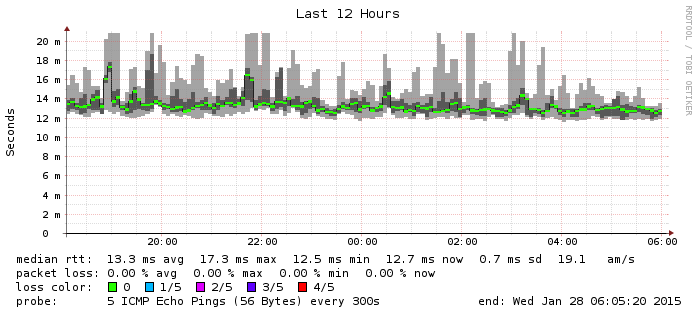 Last 12 Hours
RRDTOOL / TOBI OETIKER
Seconds
20 m
18 m
16 m
14 m
12 m
10 m
8 m
6 m
4 m
2 m
0
20:00 22:00 00:00 02:00 04:00 06:00
median rtt: 13.3 ms avg 17.3 ms max 12.5 ms min 12.7 ms now 0.7 ms sd 19.1 am/s
packet loss: 0.00 % avg 0.00 % max 0.00 % min 0.00 % now
loss color: 0 1/5 2/5 3/5 4/5
probe: 5 ICMP Echo Pings (56 Bytes) every 300s end: Wed Jan 28 06:05:20 2015